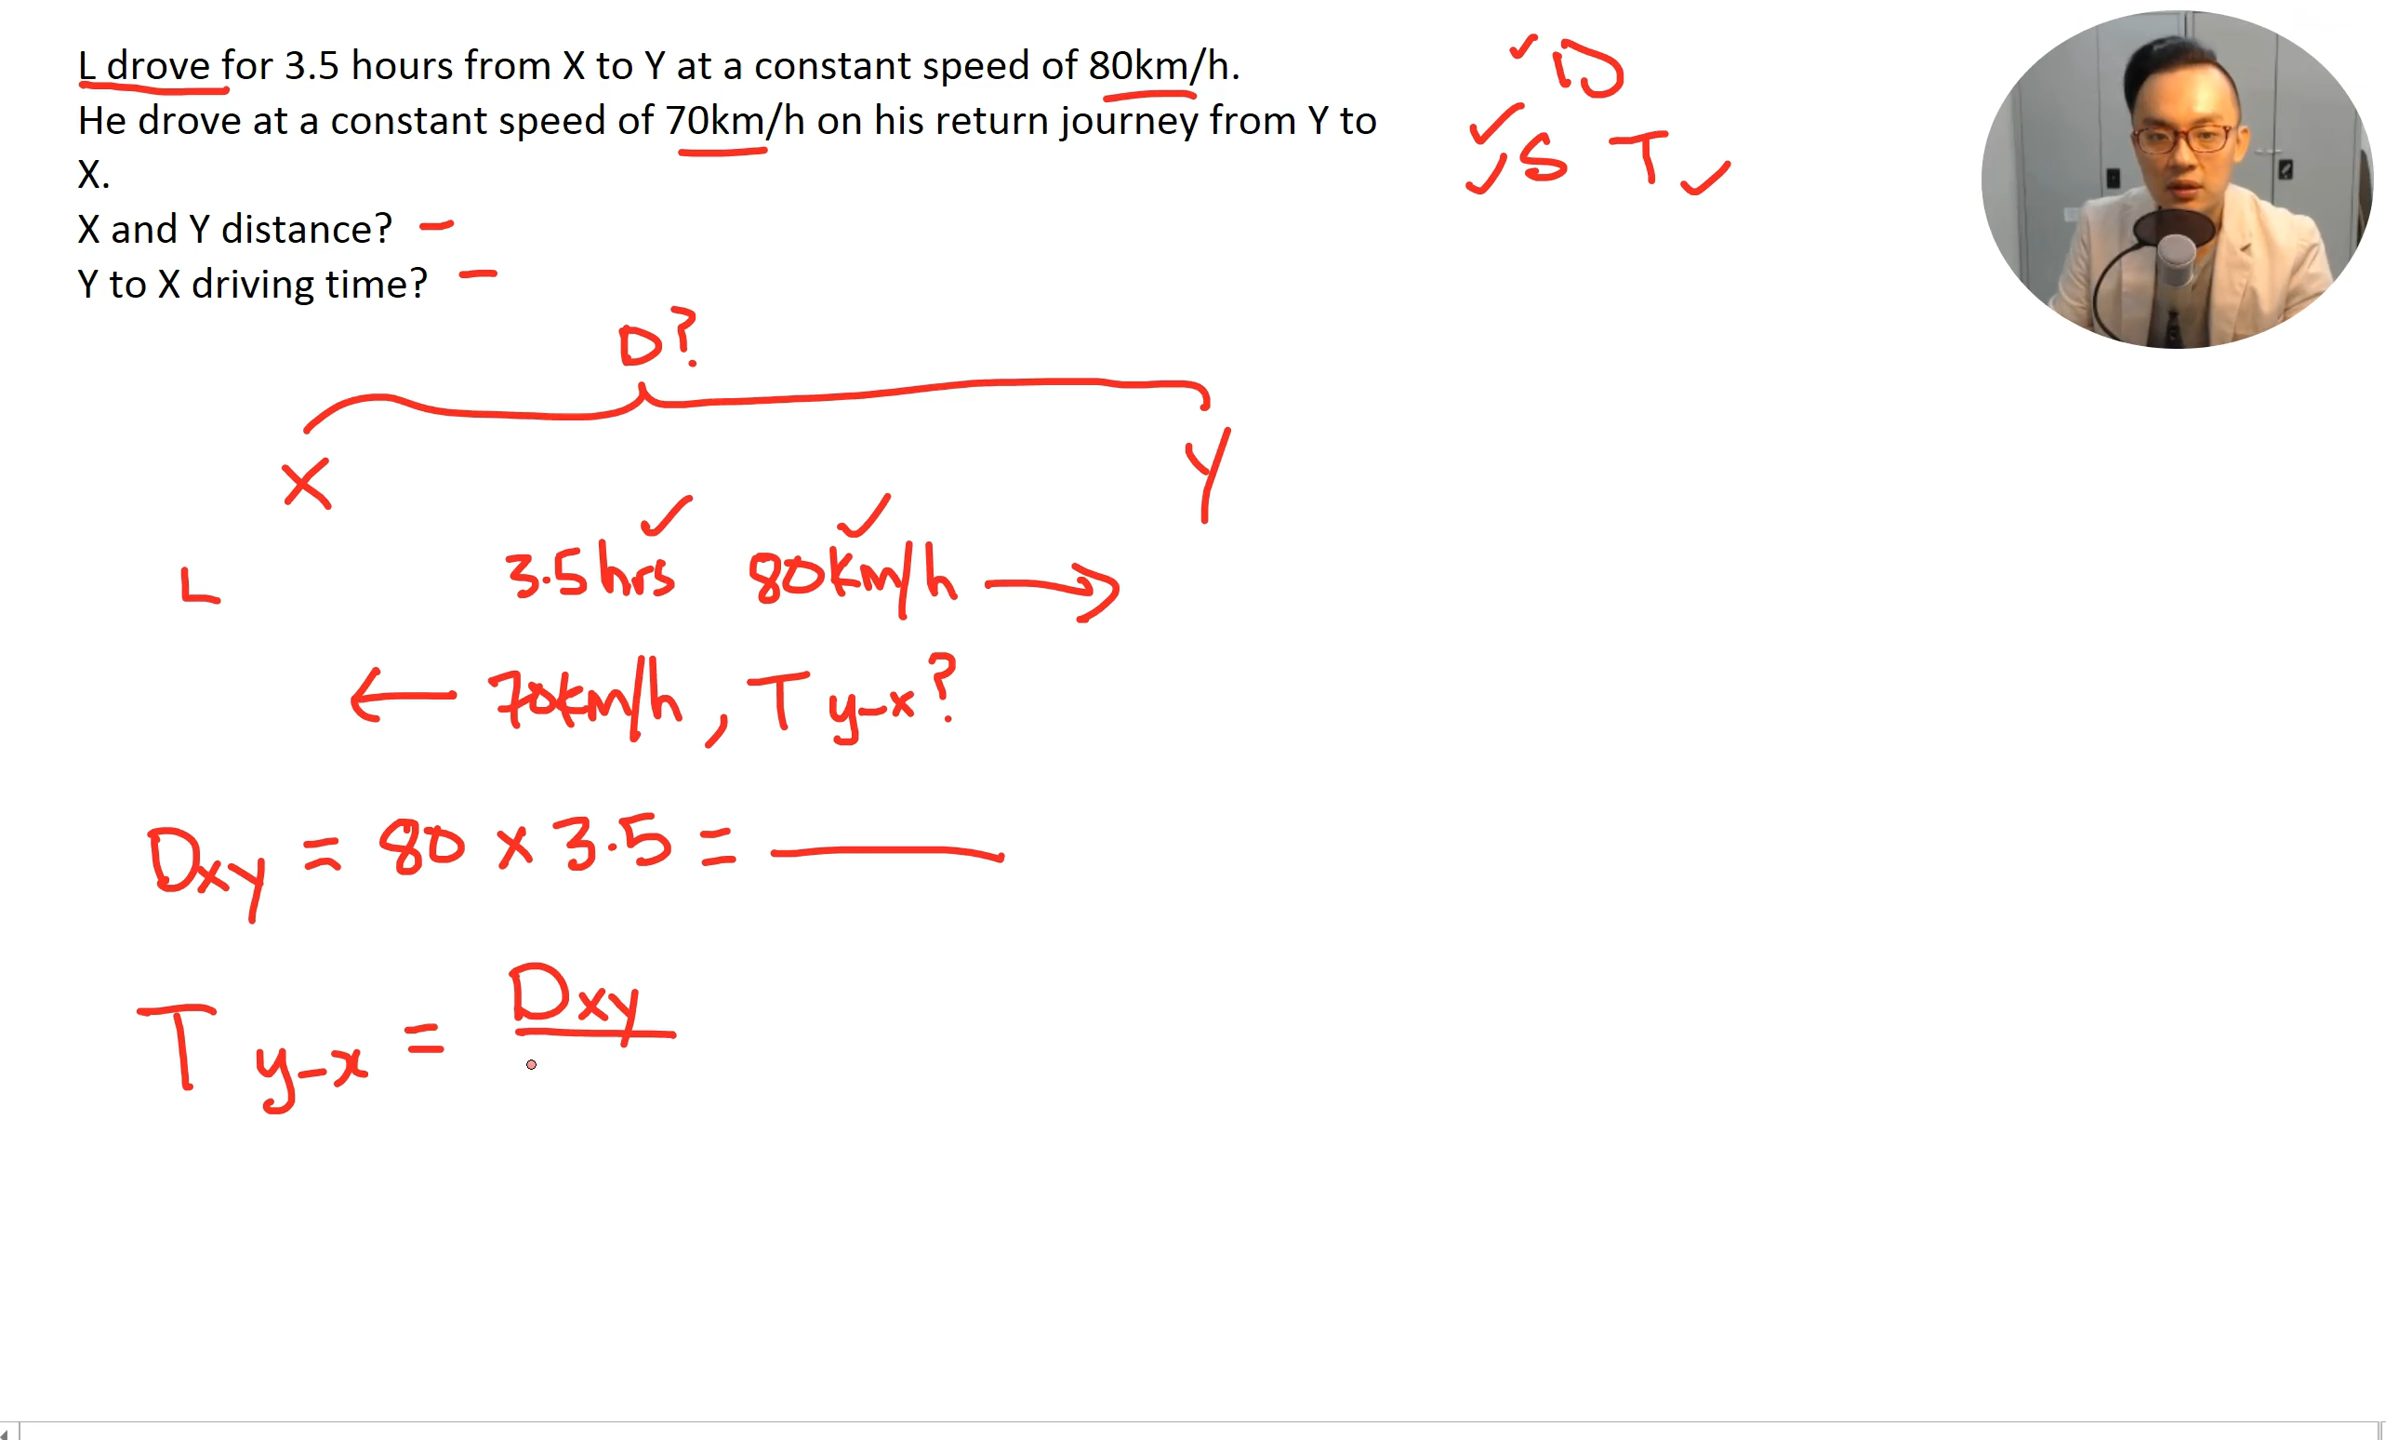 L drove for 3.5 hours from X to Y at a constant speed of 80km/h.
He drove at a constant speed of 70km/h on his return journey from Y to
X.
X and Y distance? -
Y to X driving time? -
D
S T
D?
X Y
L 3.5hrs 80km/h →
← 70km/h, T y-x?
Dxy = 80 x 3.5 =
T y-x = Dxy